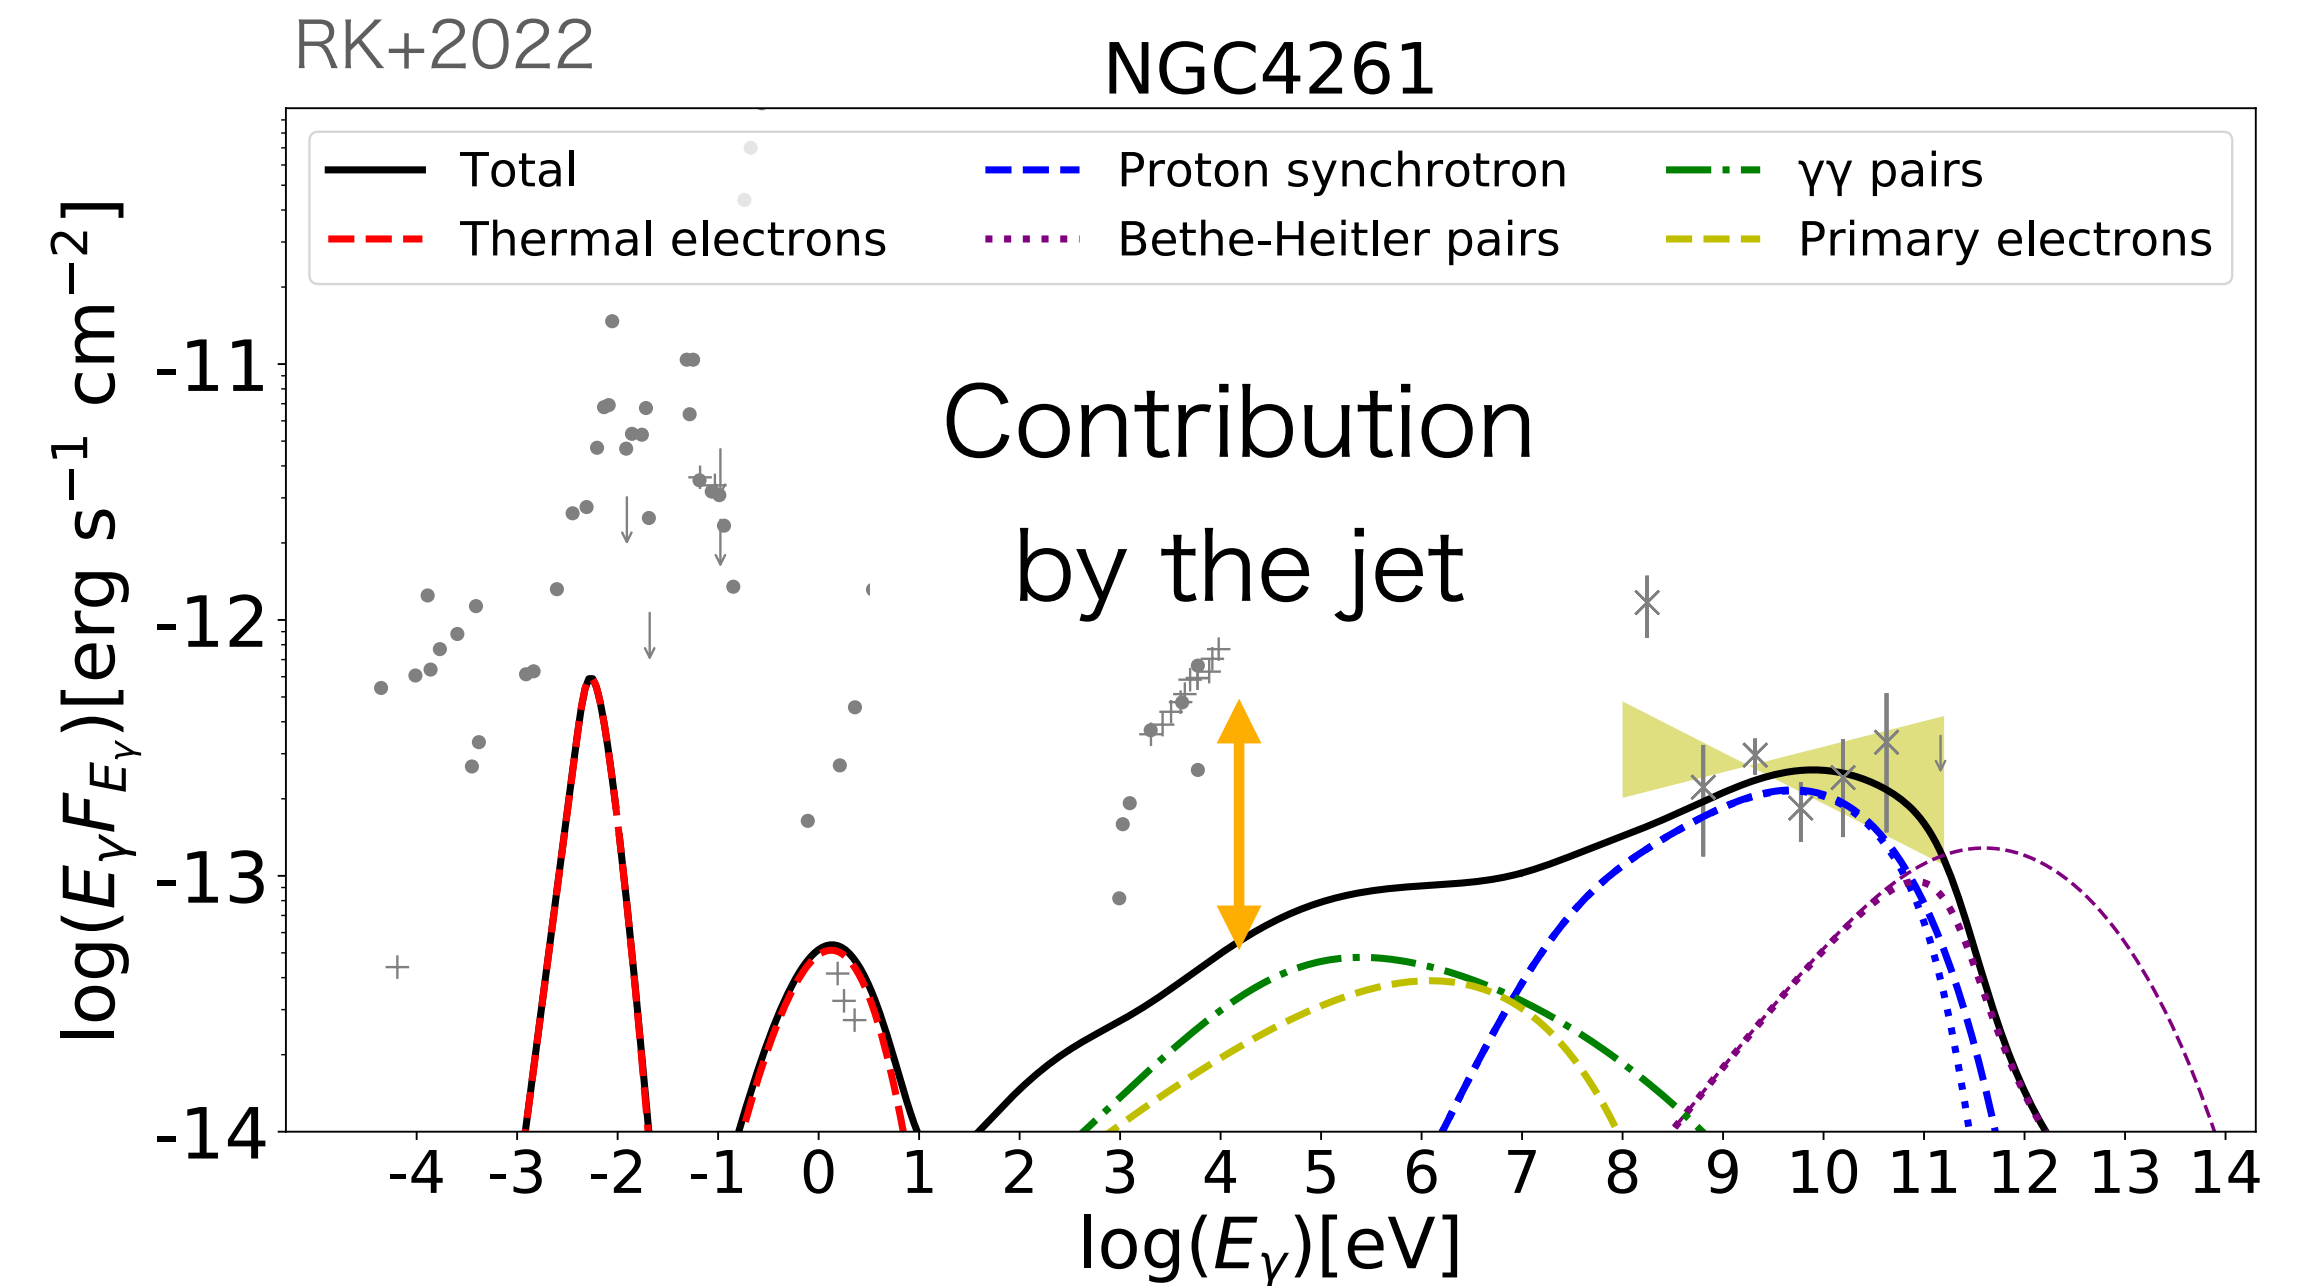 RK+2022
NGC4261
Total
Thermal electrons
Proton synchrotron
Bethe-Heitler pairs
γγ pairs
Primary electrons
Contribution
by the jet
log(EγFEγ)[erg s−1 cm−2]
-11
-12
-13
-14
-4 -3 -2 -1 0 1 2 3 4 5 6 7 8 9 10 11 12 13 14
log(Eγ)[eV]